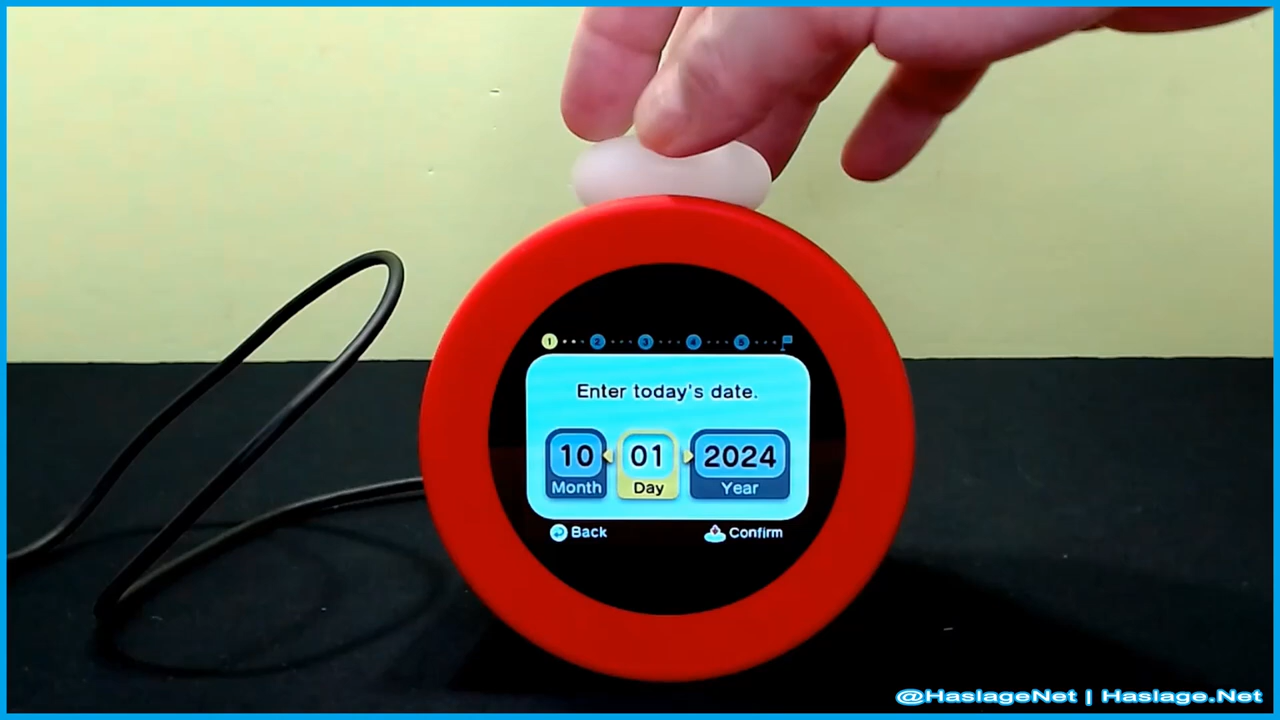 1 2 3 4 5
Enter today's date.
10 01 2024
Month Day Year
Back Confirm
@HaslageNet | Haslage.Net